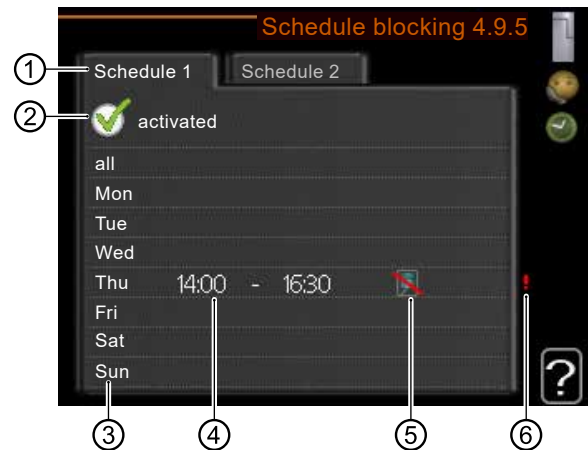 Schedule blocking 4.9.5
1 Schedule 1 Schedule 2
2 activated
all
Mon
Tue
Wed
Thu 14:00 - 16:30 !
Fri
Sat
Sun
?
3 4 5 6